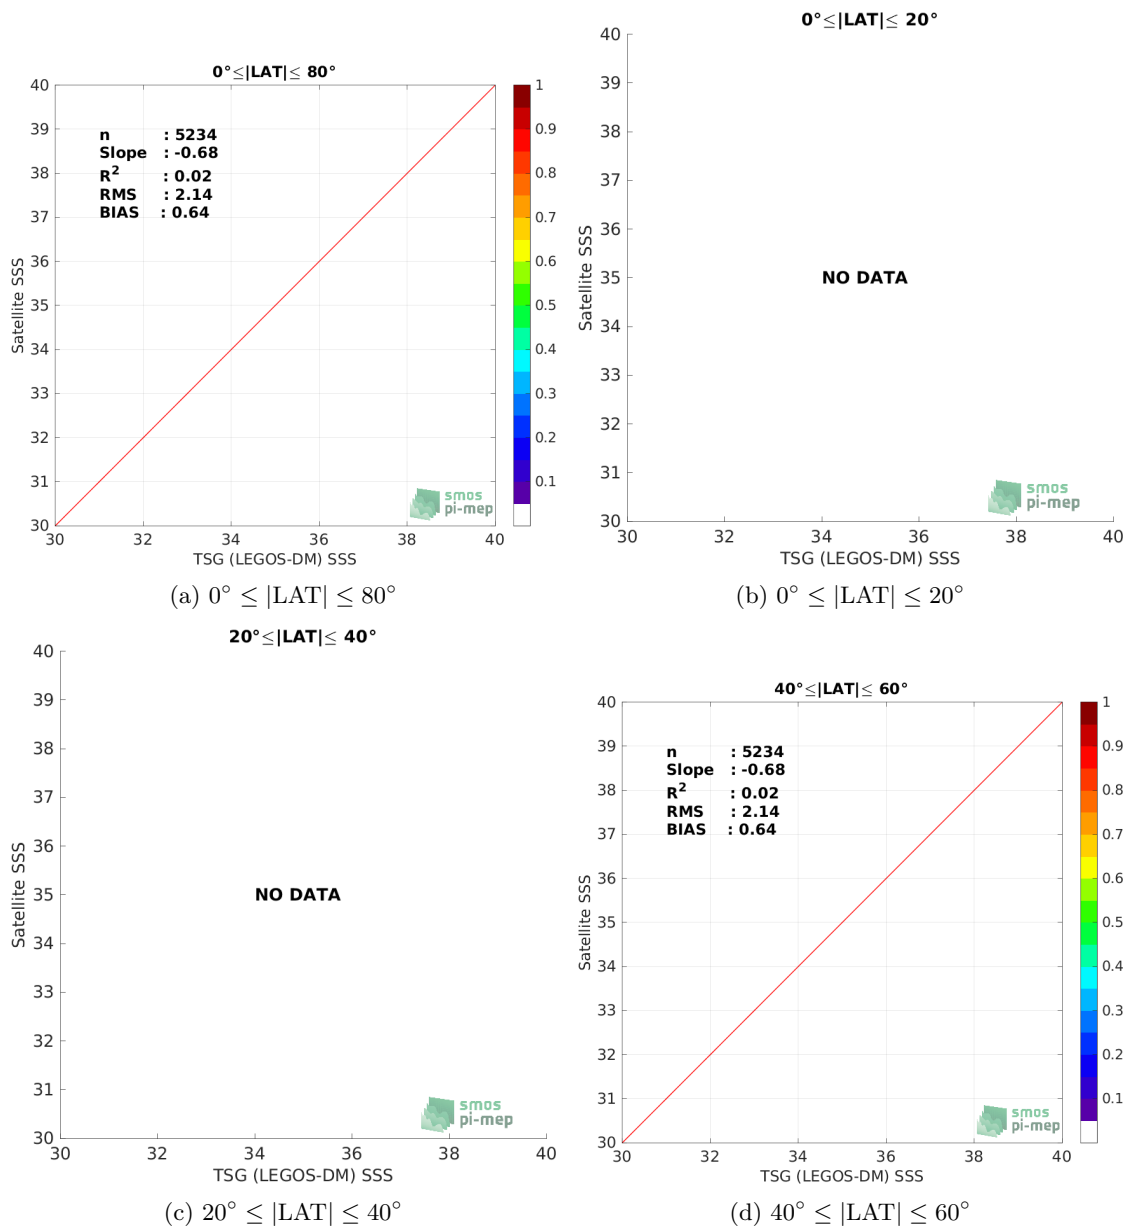 0°≤|LAT|≤ 80°
40
39
38
37
36
35
34
33
32
31
30
Satellite SSS
n : 5234
Slope : -0.68
R² : 0.02
RMS : 2.14
BIAS : 0.64
smos
pi-mep
30 32 34 36 38 40
TSG (LEGOS-DM) SSS
1
0.9
0.8
0.7
0.6
0.5
0.4
0.3
0.2
0.1
(a) 0° ≤ |LAT| ≤ 80°
0°≤|LAT|≤ 20°
40
39
38
37
36
35
34
33
32
31
30
Satellite SSS
NO DATA
smos
pi-mep
30 32 34 36 38 40
TSG (LEGOS-DM) SSS
(b) 0° ≤ |LAT| ≤ 20°
20°≤|LAT|≤ 40°
40
39
38
37
36
35
34
33
32
31
30
Satellite SSS
NO DATA
smos
pi-mep
30 32 34 36 38 40
TSG (LEGOS-DM) SSS
(c) 20° ≤ |LAT| ≤ 40°
40°≤|LAT|≤ 60°
40
39
38
37
36
35
34
33
32
31
30
Satellite SSS
n : 5234
Slope : -0.68
R² : 0.02
RMS : 2.14
BIAS : 0.64
smos
pi-mep
30 32 34 36 38 40
TSG (LEGOS-DM) SSS
1
0.9
0.8
0.7
0.6
0.5
0.4
0.3
0.2
0.1
(d) 40° ≤ |LAT| ≤ 60°